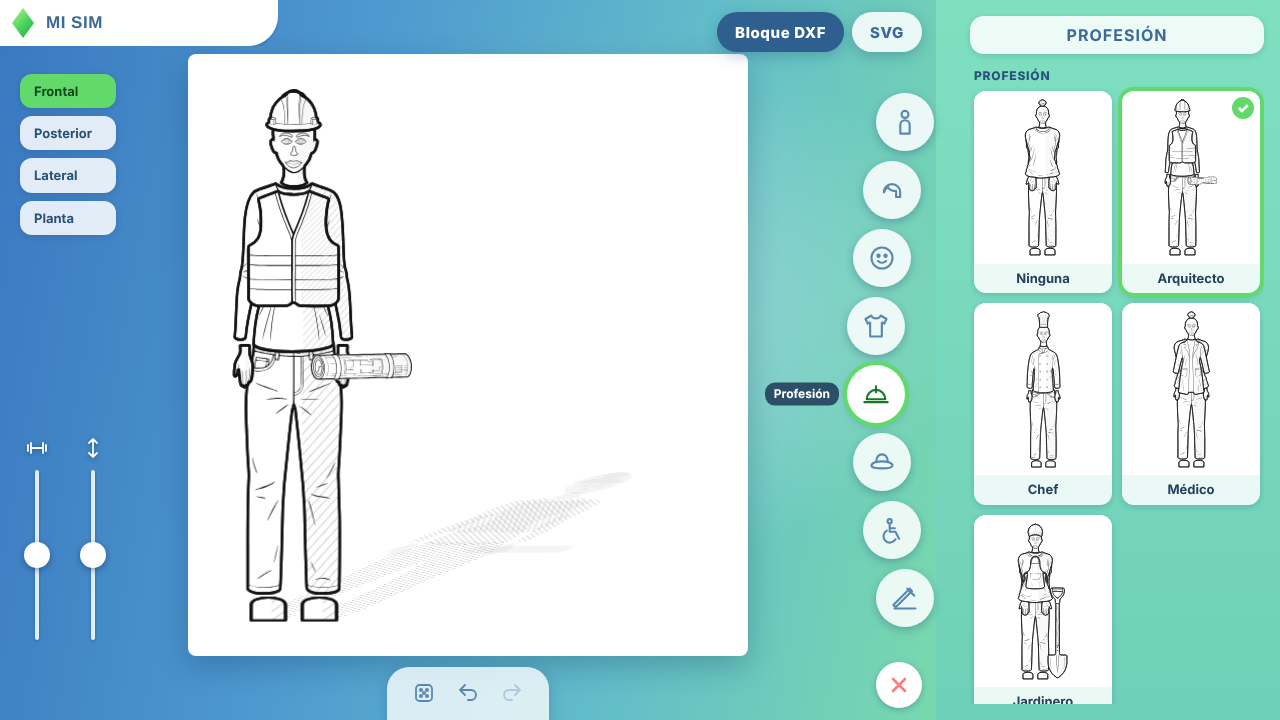 MI SIM
Bloque DXF
SVG
PROFESIÓN
Frontal
Posterior
Lateral
Planta
PROFESIÓN
Ninguna
Arquitecto
Profesión
Chef
Médico
Jardinero